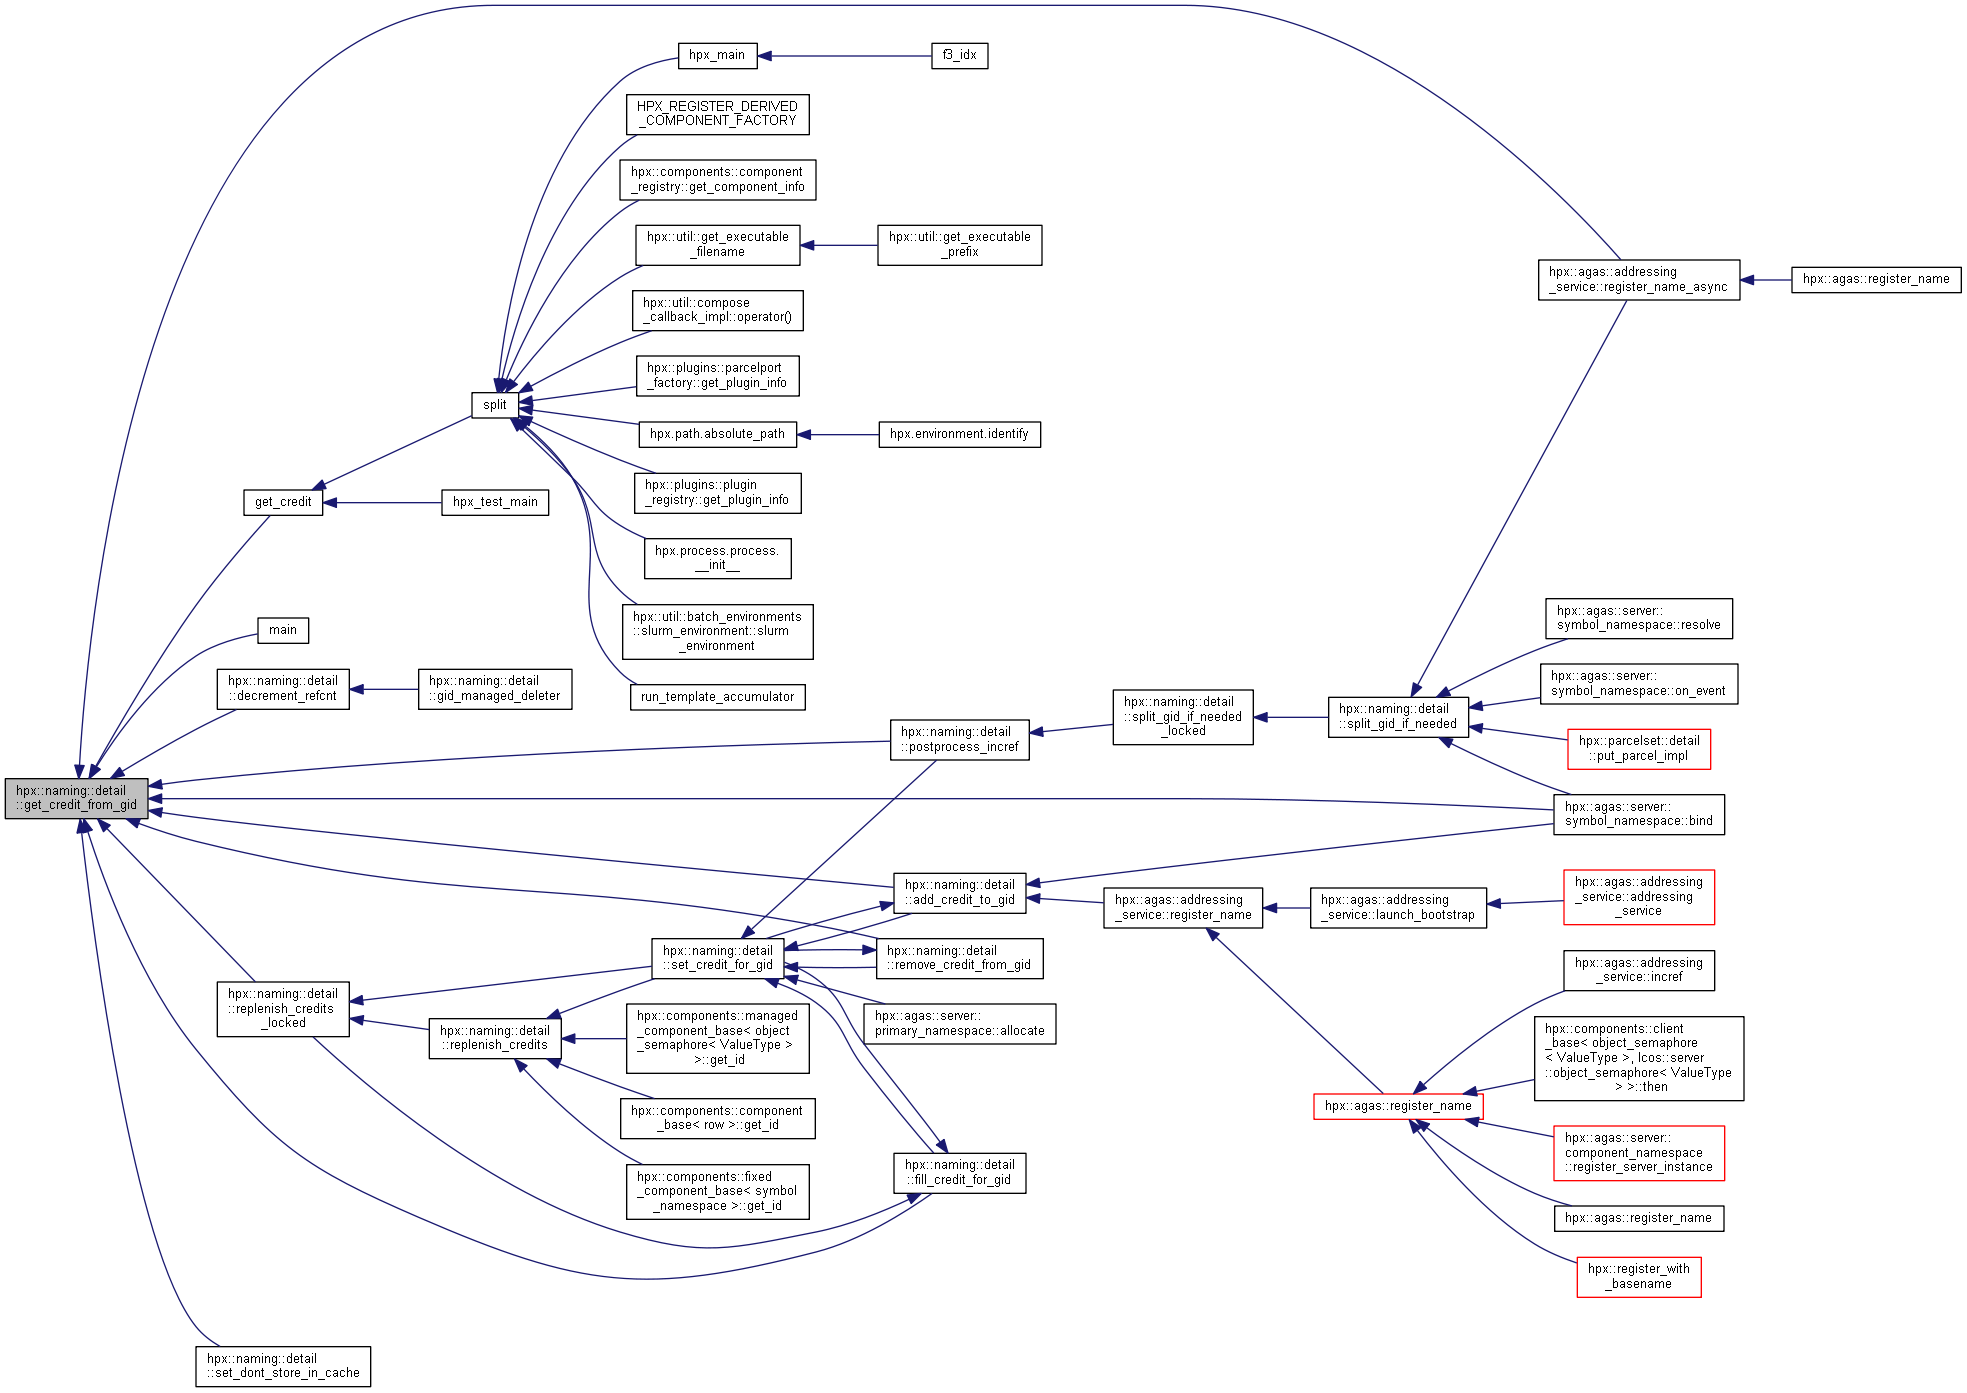 hpx_main
f3_idx
HPX_REGISTER_DERIVED
_COMPONENT_FACTORY
hpx::components::component
_registry::get_component_info
hpx::util::get_executable
_filename
hpx::util::get_executable
_prefix
hpx::util::compose
_callback_impl::operator()
hpx::plugins::parcelport
_factory::get_plugin_info
split
hpx.path.absolute_path
hpx.environment.identify
hpx::plugins::plugin
_registry::get_plugin_info
get_credit
hpx_test_main
hpx.process.process.
__init__
hpx::util::batch_environments
::slurm_environment::slurm
_environment
run_template_accumulator
main
hpx::naming::detail
::decrement_refcnt
hpx::naming::detail
::gid_managed_deleter
hpx::naming::detail
::get_credit_from_gid
hpx::naming::detail
::postprocess_incref
hpx::naming::detail
::split_gid_if_needed
_locked
hpx::naming::detail
::split_gid_if_needed
hpx::agas::addressing
_service::register_name_async
hpx::agas::register_name
hpx::agas::server::
symbol_namespace::resolve
hpx::agas::server::
symbol_namespace::on_event
hpx::parcelset::detail
::put_parcel_impl
hpx::agas::server::
symbol_namespace::bind
hpx::naming::detail
::add_credit_to_gid
hpx::agas::addressing
_service::register_name
hpx::agas::addressing
_service::launch_bootstrap
hpx::agas::addressing
_service::addressing
_service
hpx::naming::detail
::set_credit_for_gid
hpx::naming::detail
::remove_credit_from_gid
hpx::naming::detail
::replenish_credits
_locked
hpx::naming::detail
::replenish_credits
hpx::components::managed
_component_base< object
_semaphore< ValueType >
>::get_id
hpx::agas::server::
primary_namespace::allocate
hpx::components::component
_base< row >::get_id
hpx::components::fixed
_component_base< symbol
_namespace >::get_id
hpx::naming::detail
::fill_credit_for_gid
hpx::agas::register_name
hpx::agas::addressing
_service::incref
hpx::components::client
_base< object_semaphore
< ValueType >, lcos::server
::object_semaphore< ValueType
> >::then
hpx::agas::server::
component_namespace
::register_server_instance
hpx::agas::register_name
hpx::register_with
_basename
hpx::naming::detail
::set_dont_store_in_cache